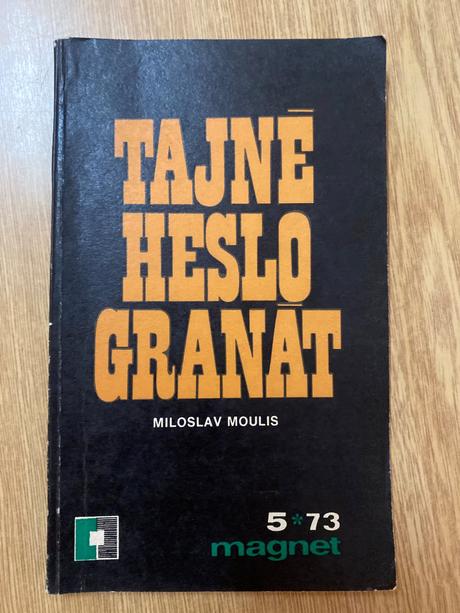 TAJNÉ
HESLO
GRANÁT
MILOSLAV MOULIS
5*73
magnet